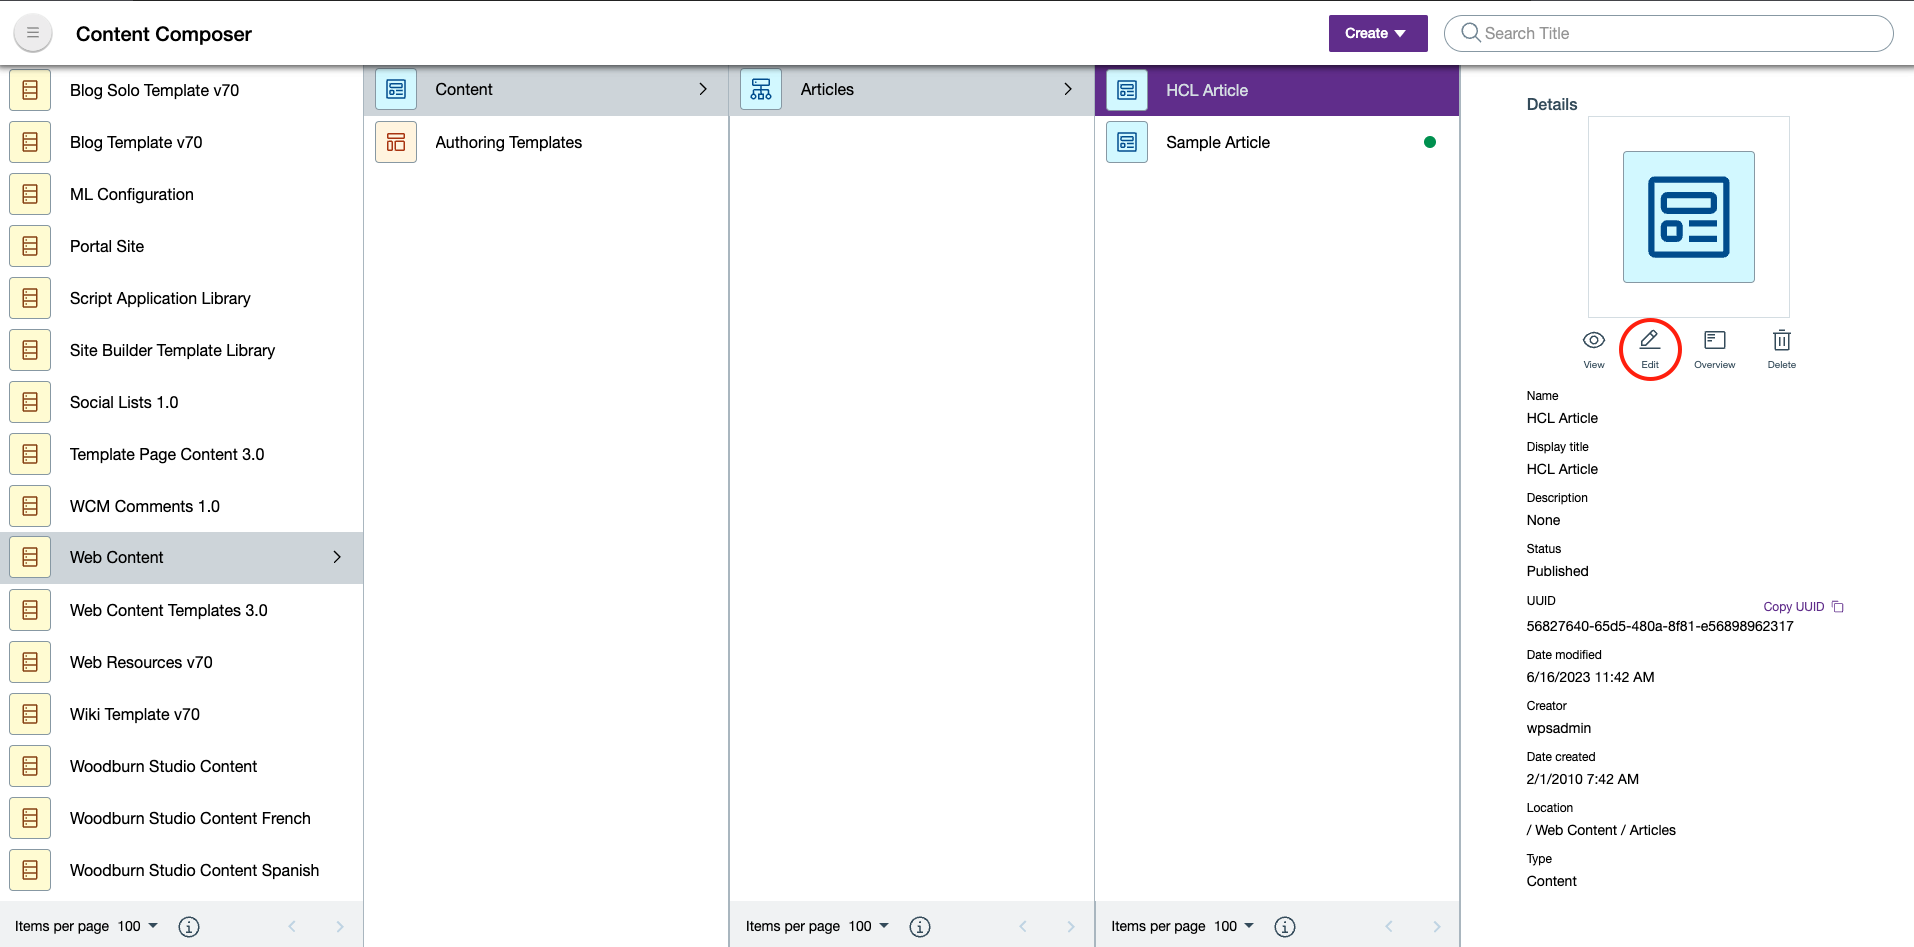 Content Composer
Create
Search Title
Blog Solo Template v70
Blog Template v70
ML Configuration
Portal Site
Script Application Library
Site Builder Template Library
Social Lists 1.0
Template Page Content 3.0
WCM Comments 1.0
Web Content
Web Content Templates 3.0
Web Resources v70
Wiki Template v70
Woodburn Studio Content
Woodburn Studio Content French
Woodburn Studio Content Spanish
Items per page 100
Content
Authoring Templates
Articles
Items per page 100
HCL Article
Sample Article
Items per page 100
Details
View Edit Overview Delete
Name
HCL Article
Display title
HCL Article
Description
None
Status
Published
UUID
Copy UUID
56827640-65d5-480a-8f81-e56898962317
Date modified
6/16/2023 11:42 AM
Creator
wpsadmin
Date created
2/1/2010 7:42 AM
Location
/ Web Content / Articles
Type
Content